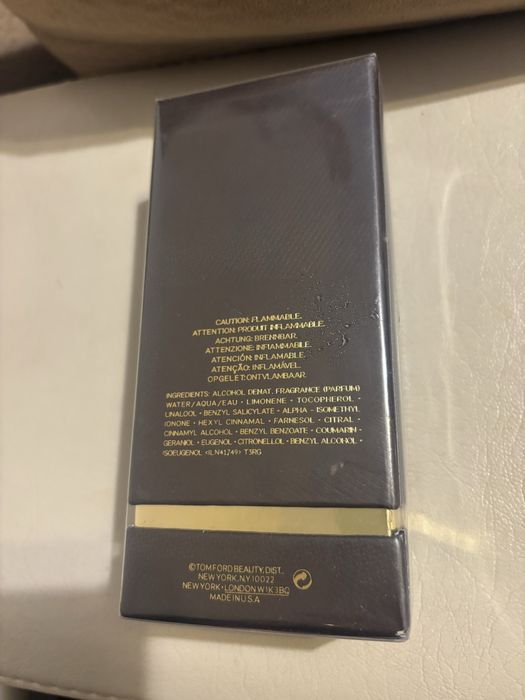 CAUTION: FLAMMABLE.
ATTENTION: PRODUIT INFLAMMABLE.
ACHTUNG: BRENNBAR.
ATTENZIONE: INFIAMMABILE.
ATENCIÓN: INFLAMABLE.
ATENÇÃO: INFLAMÁVEL.
OPGELET: ONTVLAMBAAR
INGREDIENTS: ALCOHOL DENAT. FRAGRANCE (PARFUM)
WATER/AQUA/EAU • LIMONENE • TOCOPHEROL •
LINALOOL • BENZYL SALICYLATE • ALPHA - ISOMETHYL
IONONE • HEXYL CINNAMAL • FARNESOL • CITRAL •
CINNAMYL ALCOHOL • BENZYL BENZOATE • COUMARIN •
GERANIOL • EUGENOL • CITRONELLOL • BENZYL ALCOHOL •
ISOEUGENOL <ILN41749> T3RG
©TOM FORD BEAUTY, DIST.,
NEW YORK, N.Y 10022
NEW YORK • LONDON W1K 3BQ
MADE IN U.S.A